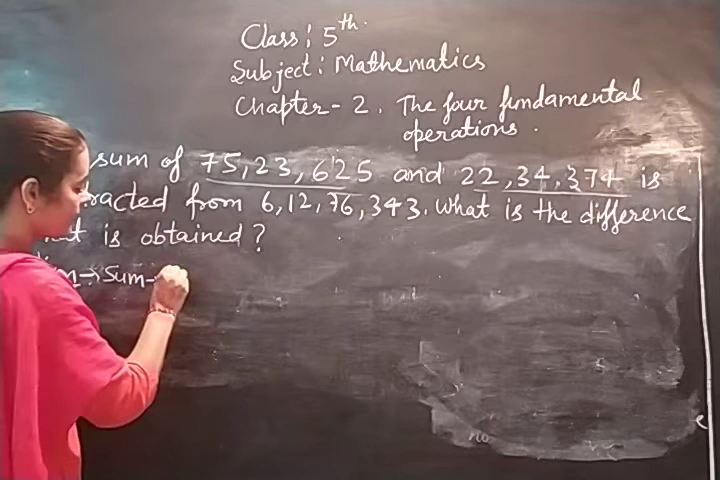 Class: 5th.
Subject: Mathematics
Chapter - 2. The four fundamental
operations.
sum of 75,23,625 and 22,34,374 is
racted from 6,12,76,343. What is the difference
t is obtained?
n → Sum